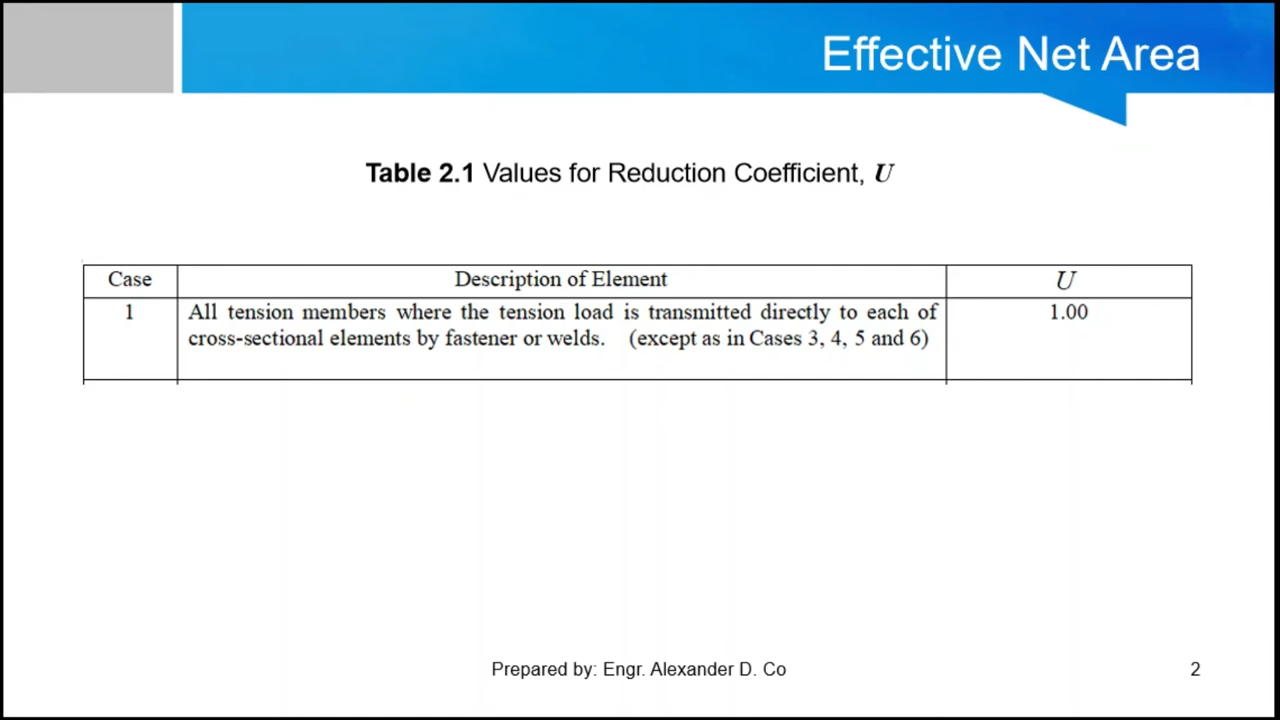 Effective Net Area
Table 2.1 Values for Reduction Coefficient, U
Case Description of Element U
1 All tension members where the tension load is transmitted directly to each of 1.00
cross-sectional elements by fastener or welds. (except as in Cases 3, 4, 5 and 6)
Prepared by: Engr. Alexander D. Co 2